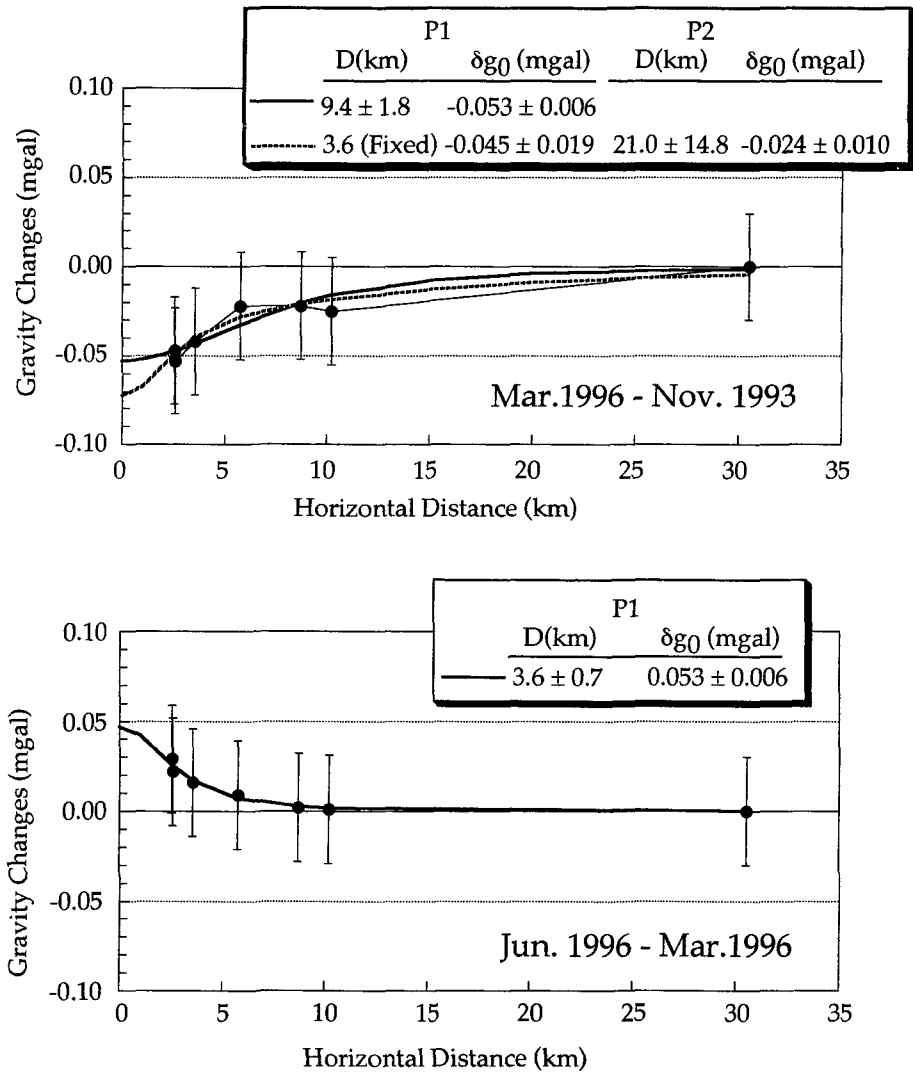 P1 P2
D(km) δg0 (mgal) D(km) δg0 (mgal)
9.4 ± 1.8 -0.053 ± 0.006
3.6 (Fixed) -0.045 ± 0.019 21.0 ± 14.8 -0.024 ± 0.010
0.10
0.05
0.00
-0.05
-0.10
Gravity Changes (mgal)
Mar.1996 - Nov. 1993
0 5 10 15 20 25 30 35
Horizontal Distance (km)
P1
D(km) δg0 (mgal)
3.6 ± 0.7 0.053 ± 0.006
0.10
0.05
0.00
-0.05
-0.10
Gravity Changes (mgal)
Jun. 1996 - Mar.1996
0 5 10 15 20 25 30 35
Horizontal Distance (km)